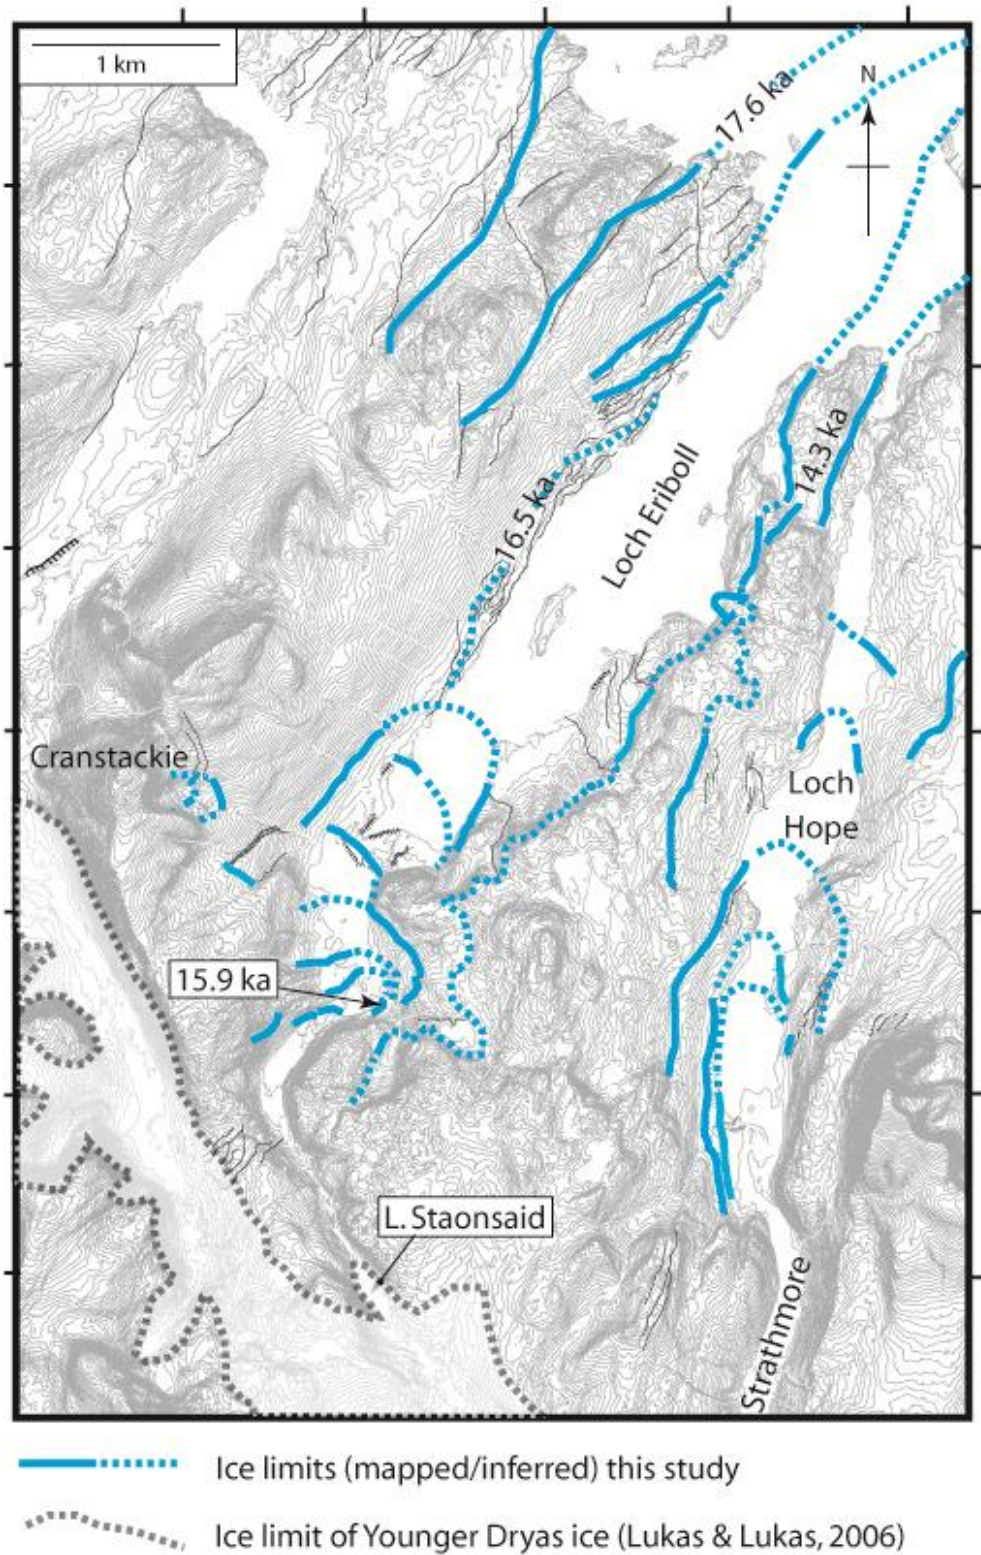 1 km
17.6 ka
N
14.3 ka
Loch Eriboll
16.5 ka
Cranstackie
Loch
Hope
15.9 ka
L. Staonsaid
Strathmore
Ice limits (mapped/inferred) this study
Ice limit of Younger Dryas ice (Lukas & Lukas, 2006)